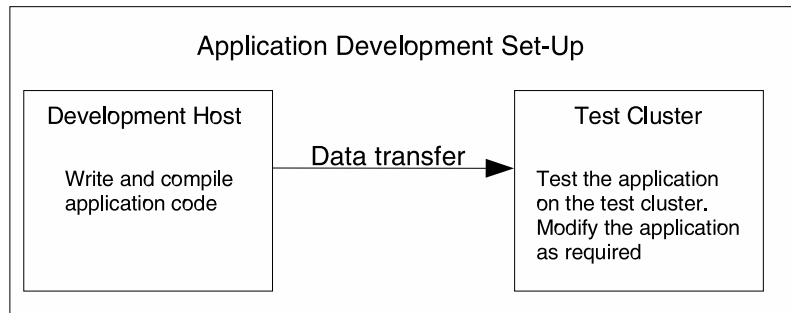 Application Development Set-Up
Development Host
Write and compile
application code
Data transfer
Test Cluster
Test the application
on the test cluster.
Modify the application
as required